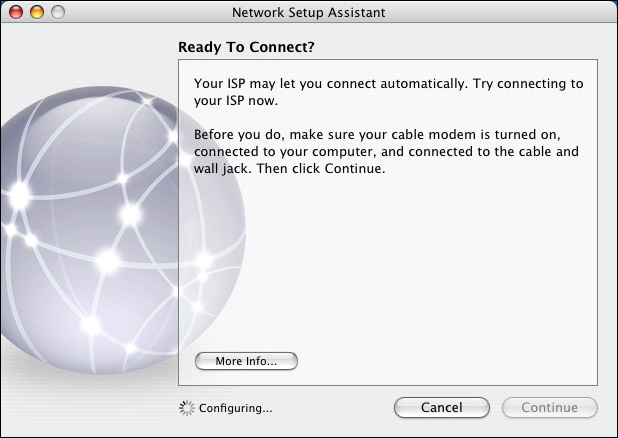 Network Setup Assistant
Ready To Connect?
Your ISP may let you connect automatically. Try connecting to
your ISP now.
Before you do, make sure your cable modem is turned on,
connected to your computer, and connected to the cable and
wall jack. Then click Continue.
More Info...
Configuring...
Cancel
Continue